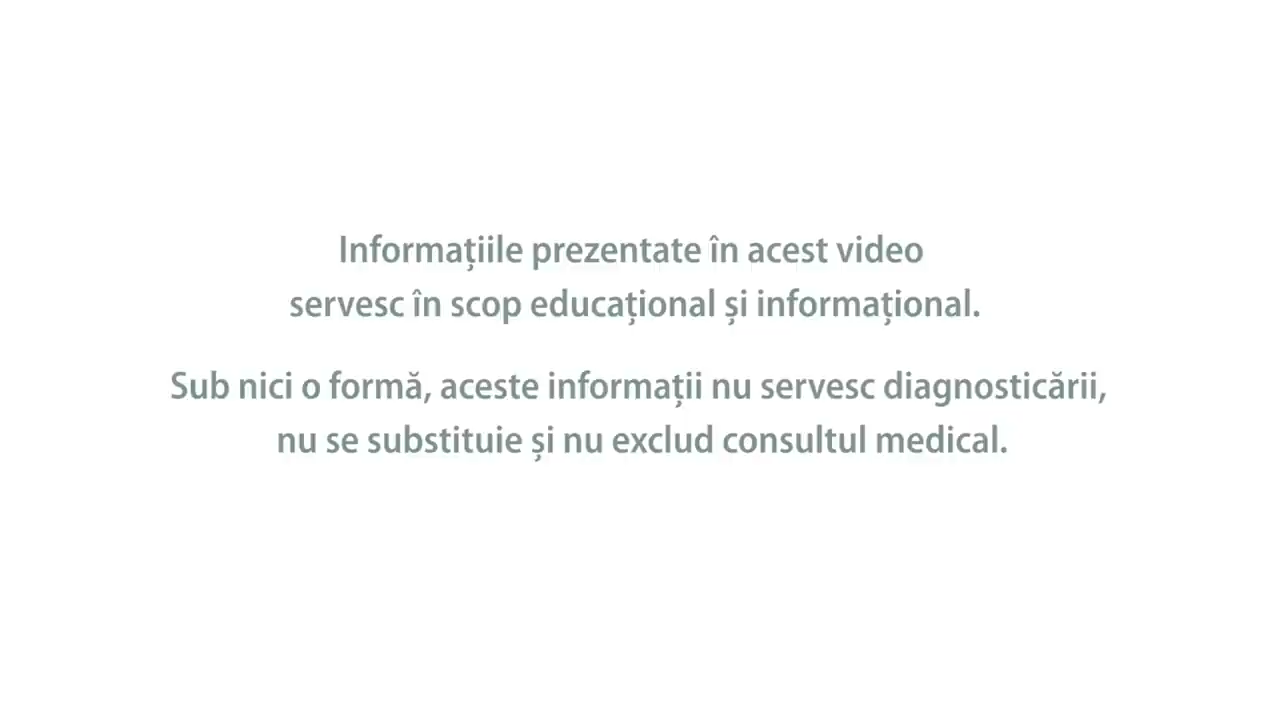 Informațiile prezentate în acest video
servesc în scop educațional și informațional.
Sub nici o formă, aceste informații nu servesc diagnosticării,
nu se substituie și nu exclud consultul medical.